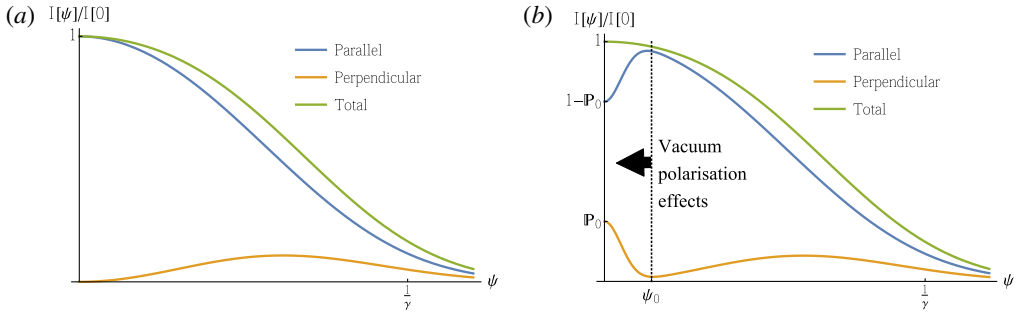 (a)
I[ψ]/I[0]
1
Parallel
Perpendicular
Total
1/γ
ψ
(b)
I[ψ]/I[0]
1
1-ℙ₀
ℙ₀
Parallel
Perpendicular
Total
Vacuum
polarisation
effects
ψ₀
1/γ
ψ